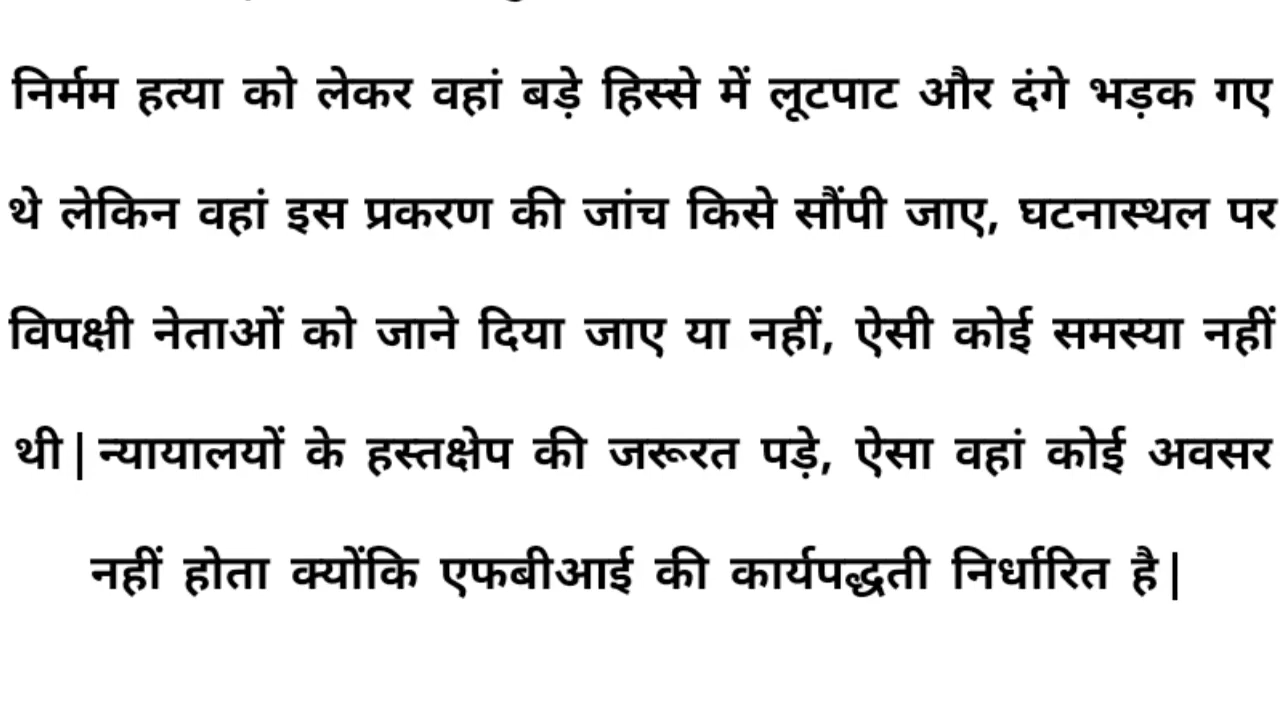 निर्मम हत्या को लेकर वहां बड़े हिस्से में लूटपाट और दंगे भड़क गए
थे लेकिन वहां इस प्रकरण की जांच किसे सौंपी जाए, घटनास्थल पर
विपक्षी नेताओं को जाने दिया जाए या नहीं, ऐसी कोई समस्या नहीं
थी| न्यायालयों के हस्तक्षेप की जरूरत पड़े, ऐसा वहां कोई अवसर
नहीं होता क्योंकि एफबीआई की कार्यपद्धती निर्धारित है|